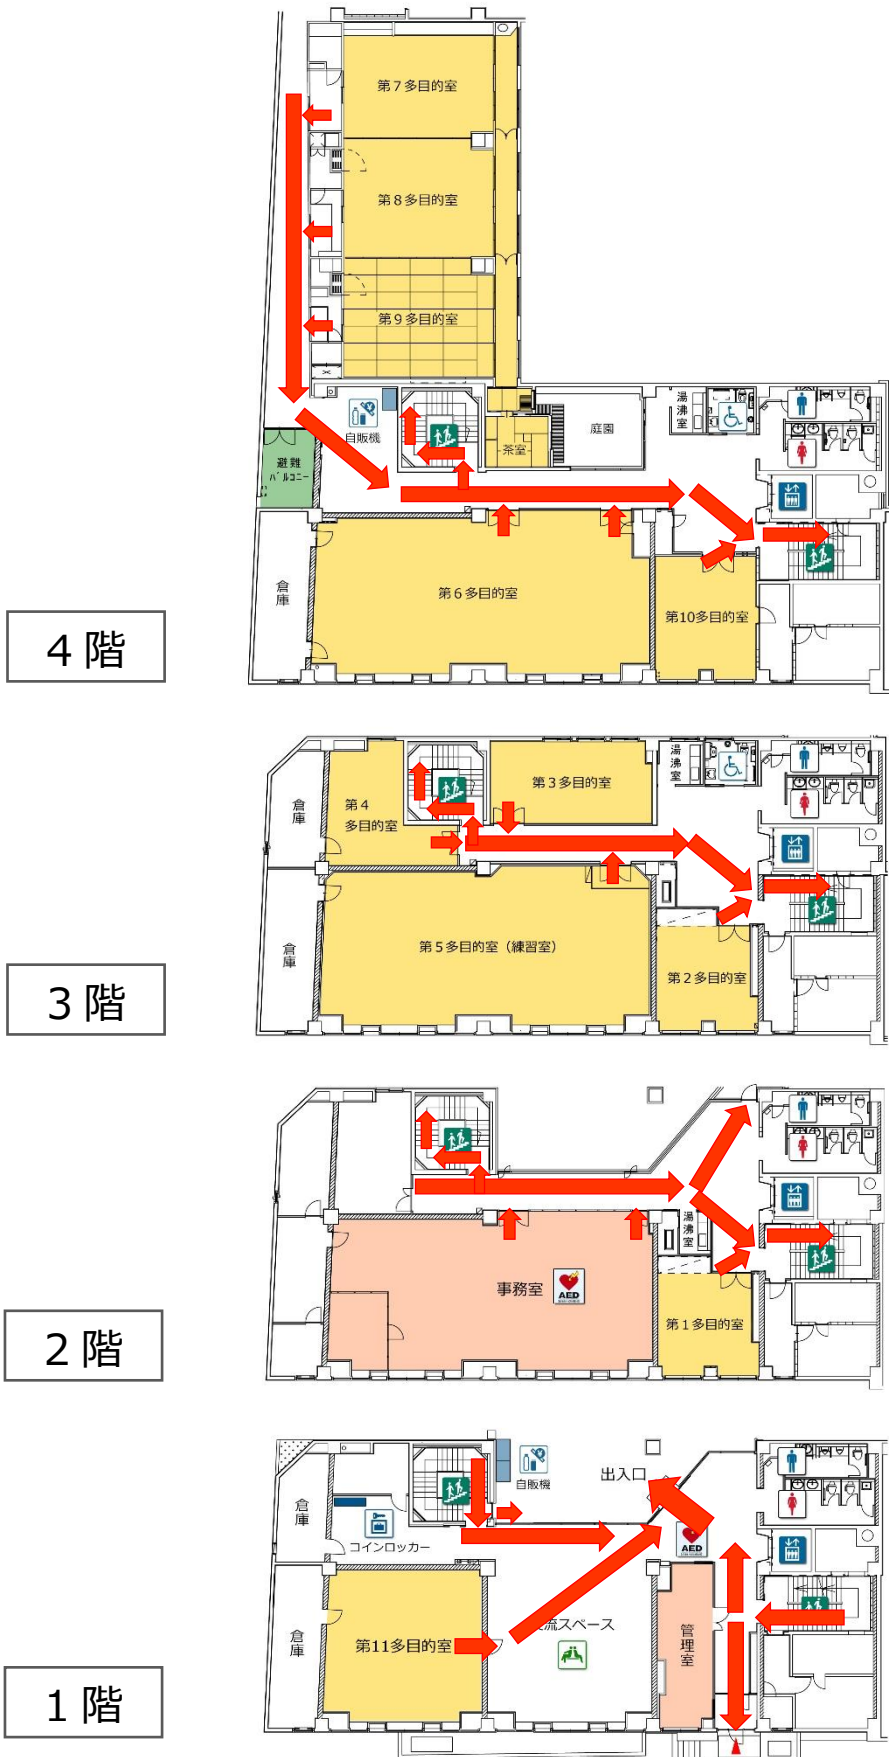 第７多目的室
第８多目的室
第９多目的室
自販機
茶室
庭園
湯沸室
避難
バルコニー
倉庫
第６多目的室
第10多目的室
４階
倉庫
第４
多目的室
第３多目的室
湯沸室
倉庫
第５多目的室（練習室）
第２多目的室
３階
湯沸室
事務室
AED
第１多目的室
２階
倉庫
自販機
出入口
コインロッカー
AED
倉庫
第11多目的室
流スペース
管理室
１階